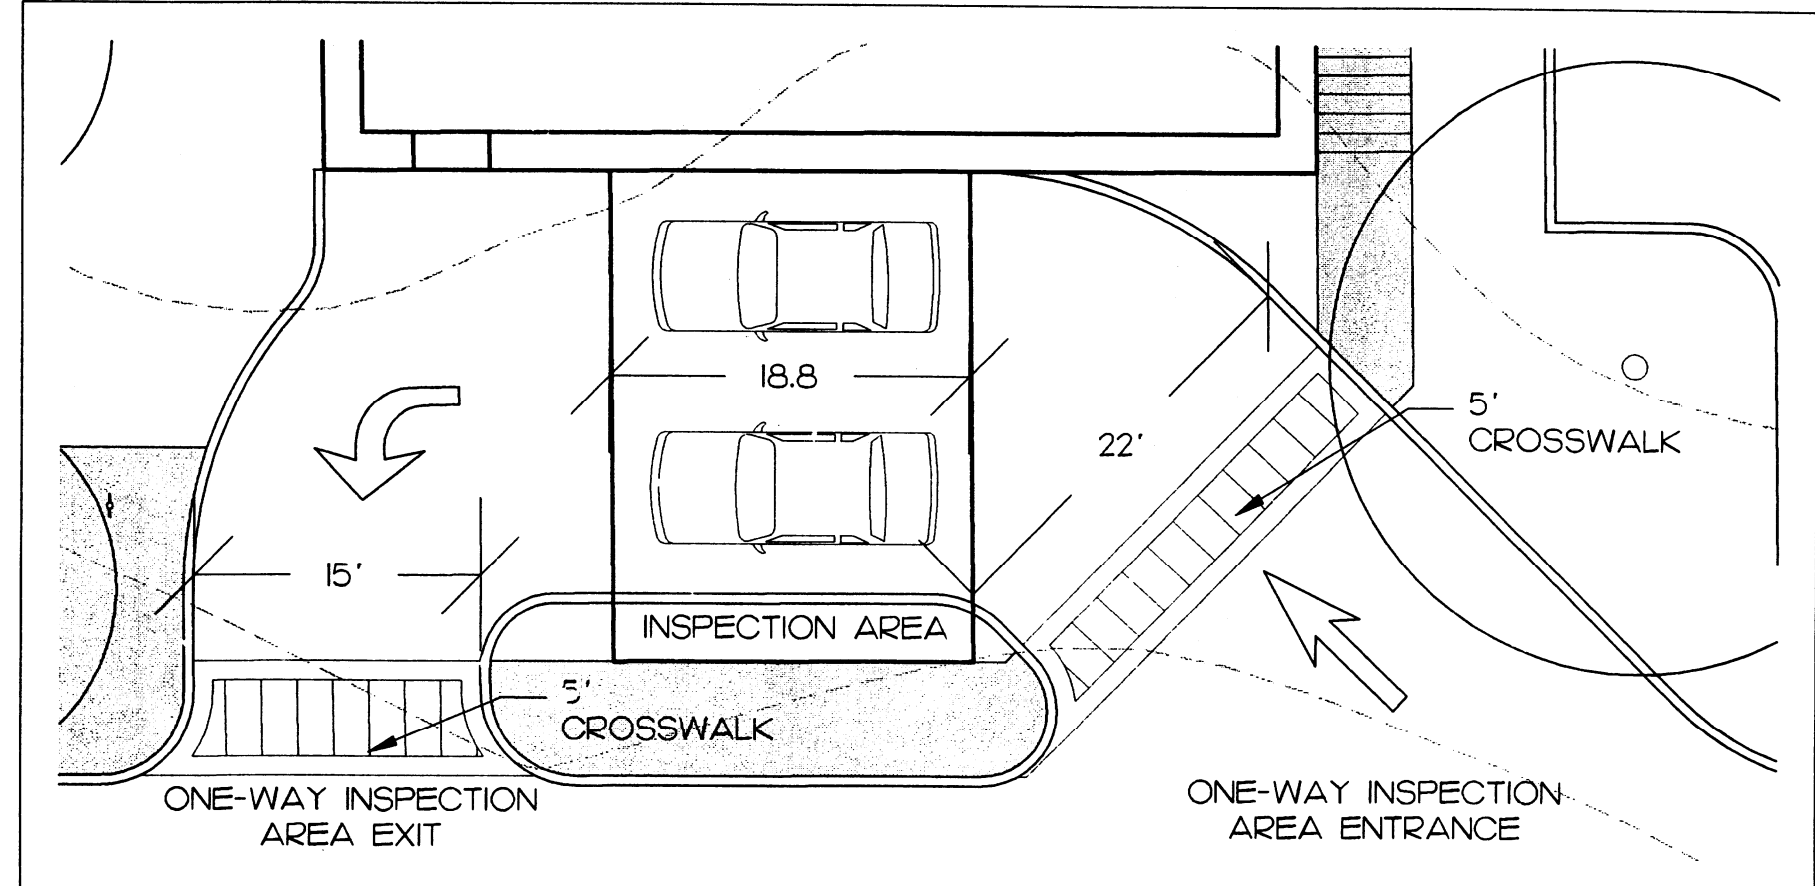 18.8
5'
CROSSWALK
22'
15'
INSPECTION AREA
5'
CROSSWALK
ONE-WAY INSPECTION
AREA EXIT
ONE-WAY INSPECTION
AREA ENTRANCE